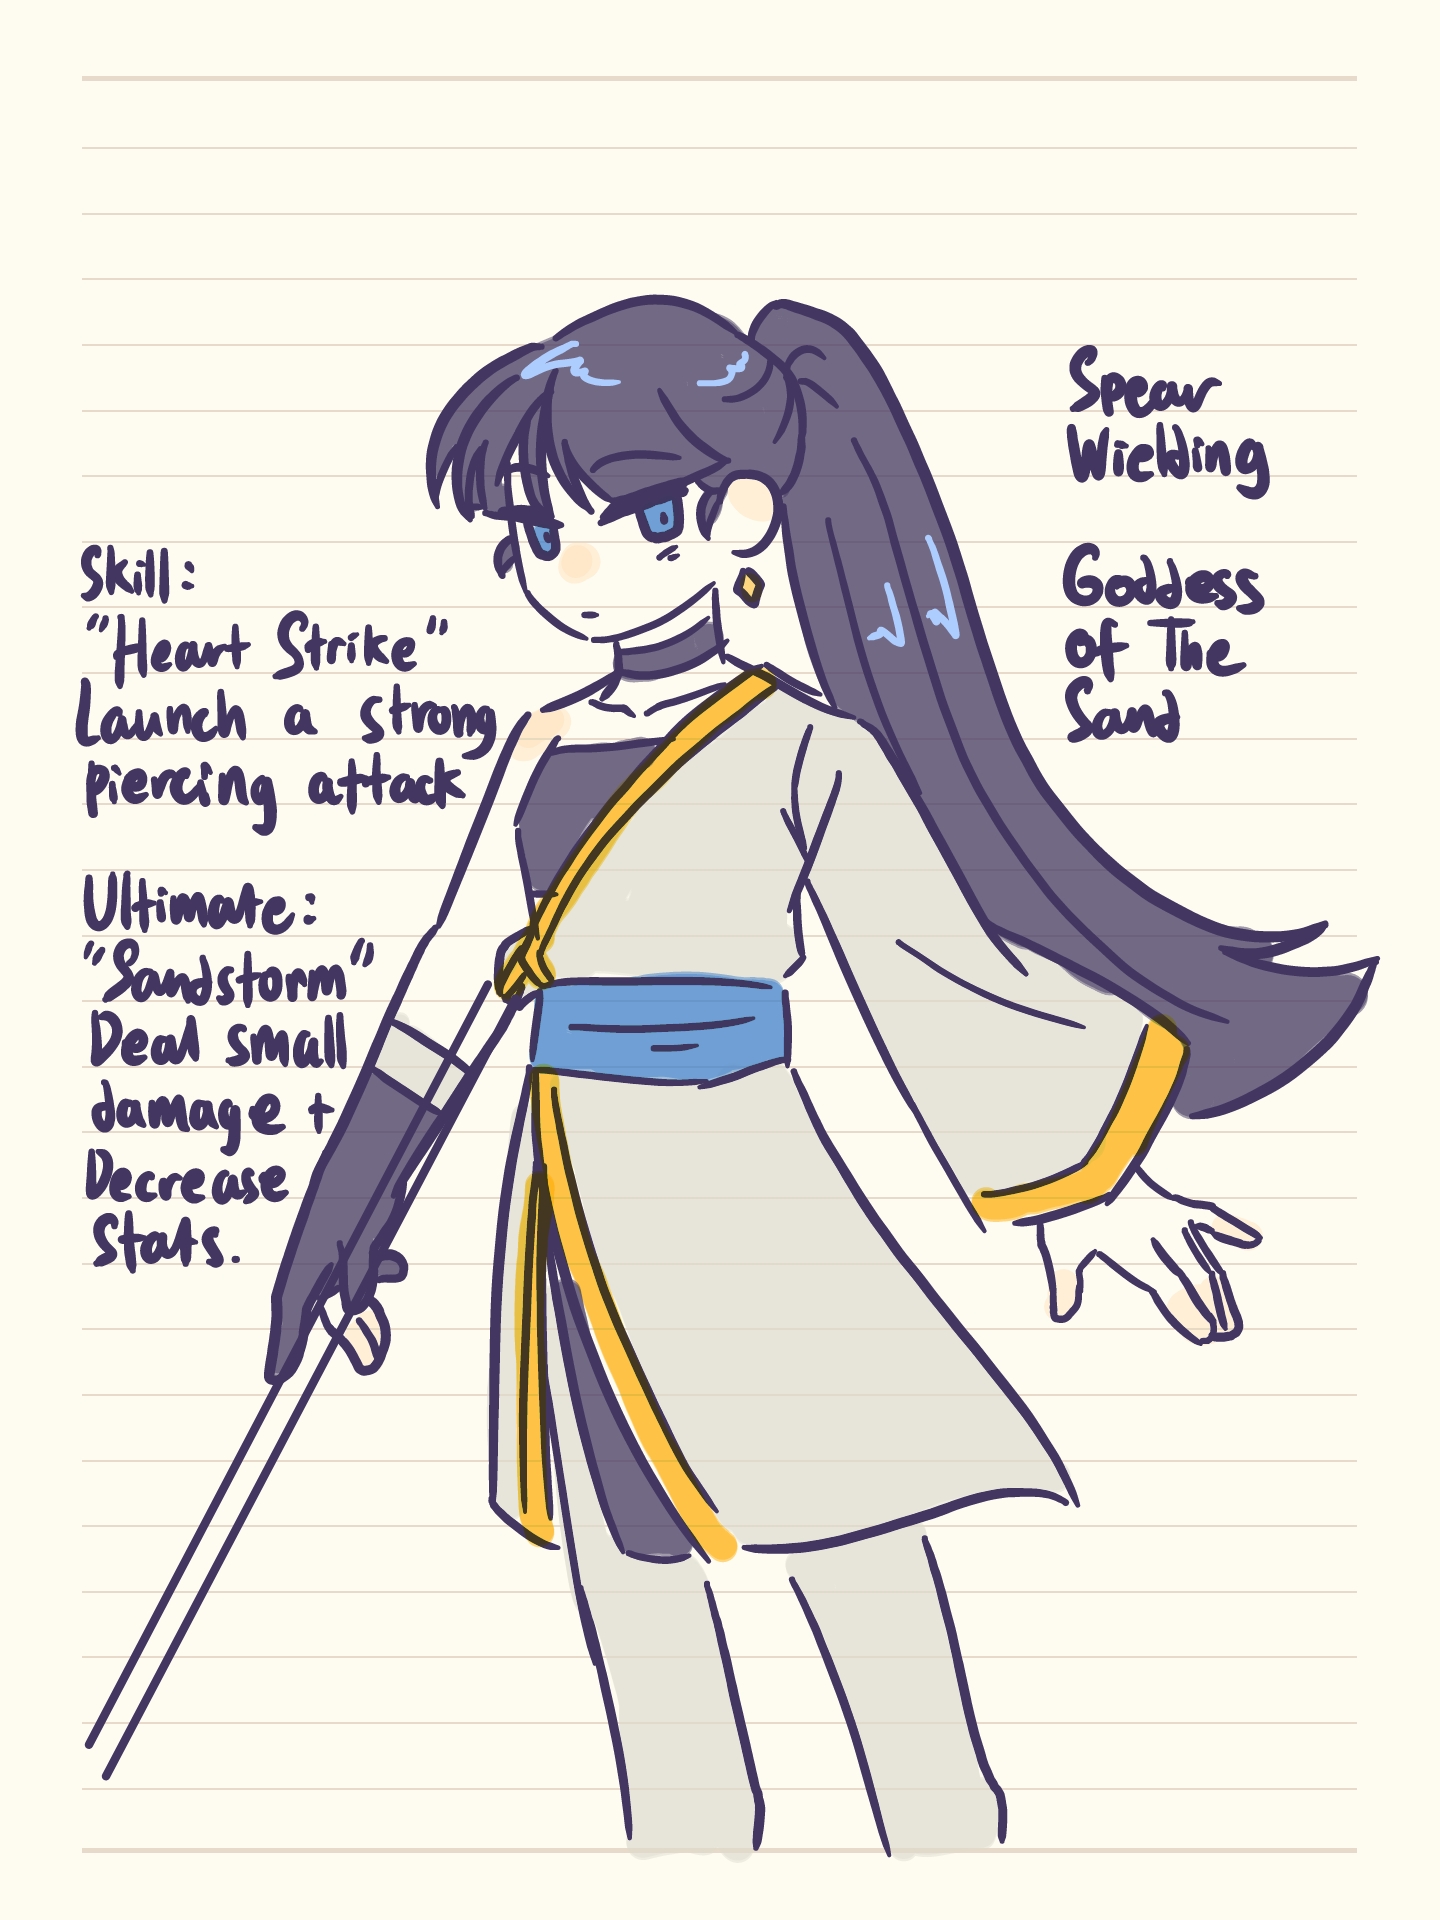 Spear
Wielding
Goddess
of The
Sand
Skill:
"Heart Strike"
Launch a strong
piercing attack
Ultimate:
"Sandstorm"
Deal small
damage +
Decrease
Stats.